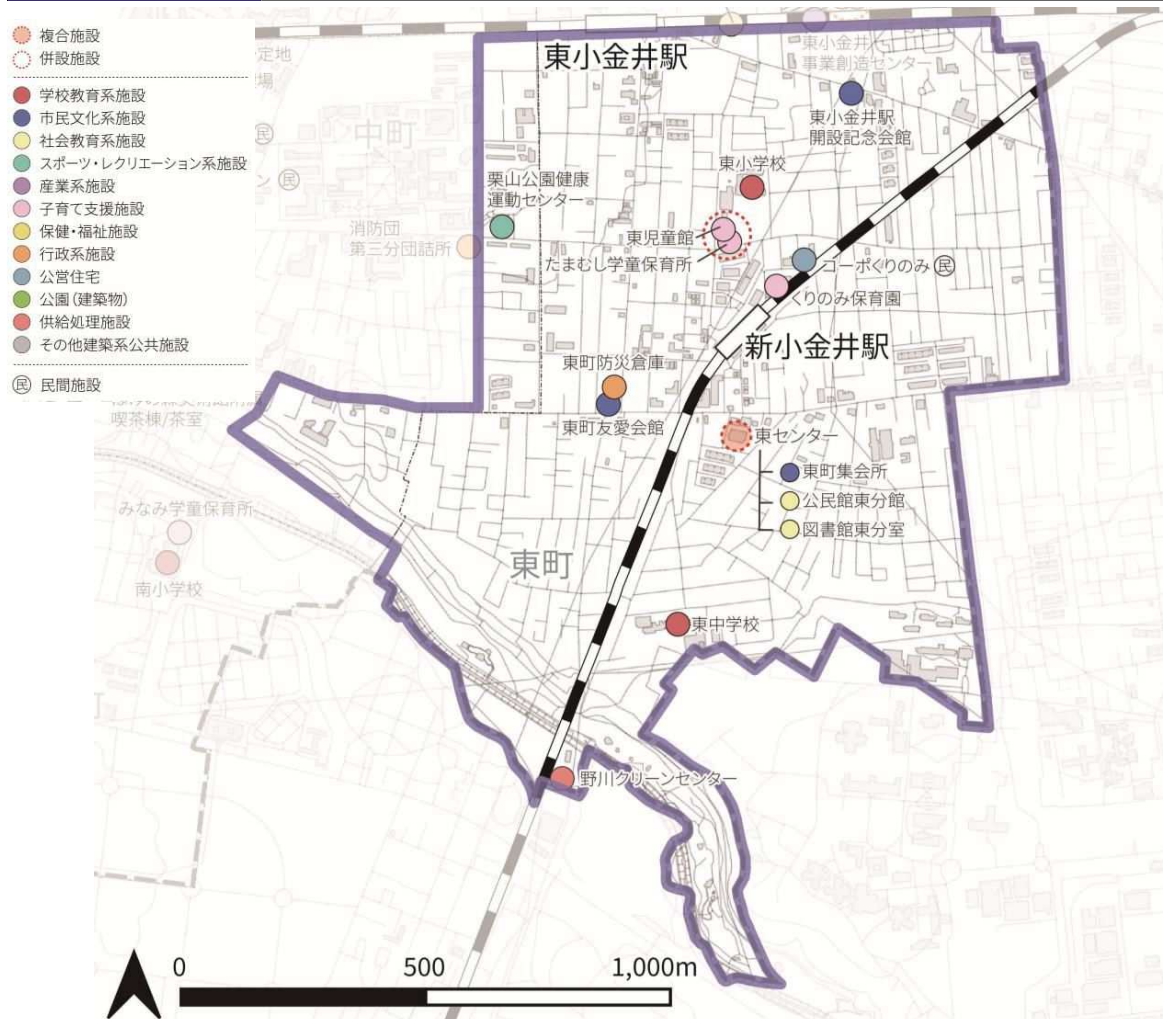 複合施設
併設施設
学校教育系施設
市民文化系施設
社会教育系施設
スポーツ・レクリエーション系施設
産業系施設
子育て支援施設
保健・福祉施設
行政系施設
公営住宅
公園（建築物）
供給処理施設
その他建築系公共施設
民 民間施設
定地
場
民
ン 民
中町
東小金井駅
東小金井
事業創造センター
東小金井駅
開設記念会館
東小学校
栗山公園健康
運動センター
消防団
第三分団詰所
東児童館
たまむし学童保育所
コーポくりのみ 民
くりのみ保育園
新小金井駅
東町防災倉庫
東町友愛会館
喫茶棟/茶室
東センター
東町集会所
公民館東分館
図書館東分室
みなみ学童保育所
南小学校
東町
東中学校
野川クリーンセンター
0 500 1,000m